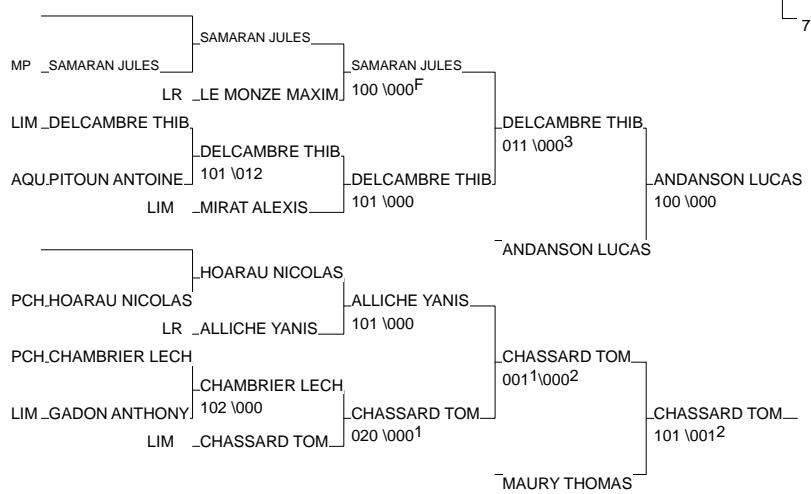 7
SAMARAN JULES
MP SAMARAN JULES
SAMARAN JULES
LR LE MONZE MAXIM
100 \000F
LIM DELCAMBRE THIB
DELCAMBRE THIB
011 \0003
DELCAMBRE THIB
101 \012
AQU PITOUN ANTOINE
DELCAMBRE THIB
101 \000
ANDANSON LUCAS
100 \000
LIM MIRAT ALEXIS
ANDANSON LUCAS
HOARAU NICOLAS
PCH HOARAU NICOLAS
ALLICHE YANIS
101 \000
LR ALLICHE YANIS
PCH CHAMBRIER LECH
CHASSARD TOM
0011\0002
CHAMBRIER LECH
102 \000
LIM GADON ANTHONY
CHASSARD TOM
020 \0001
CHASSARD TOM
101 \0012
LIM CHASSARD TOM
MAURY THOMAS